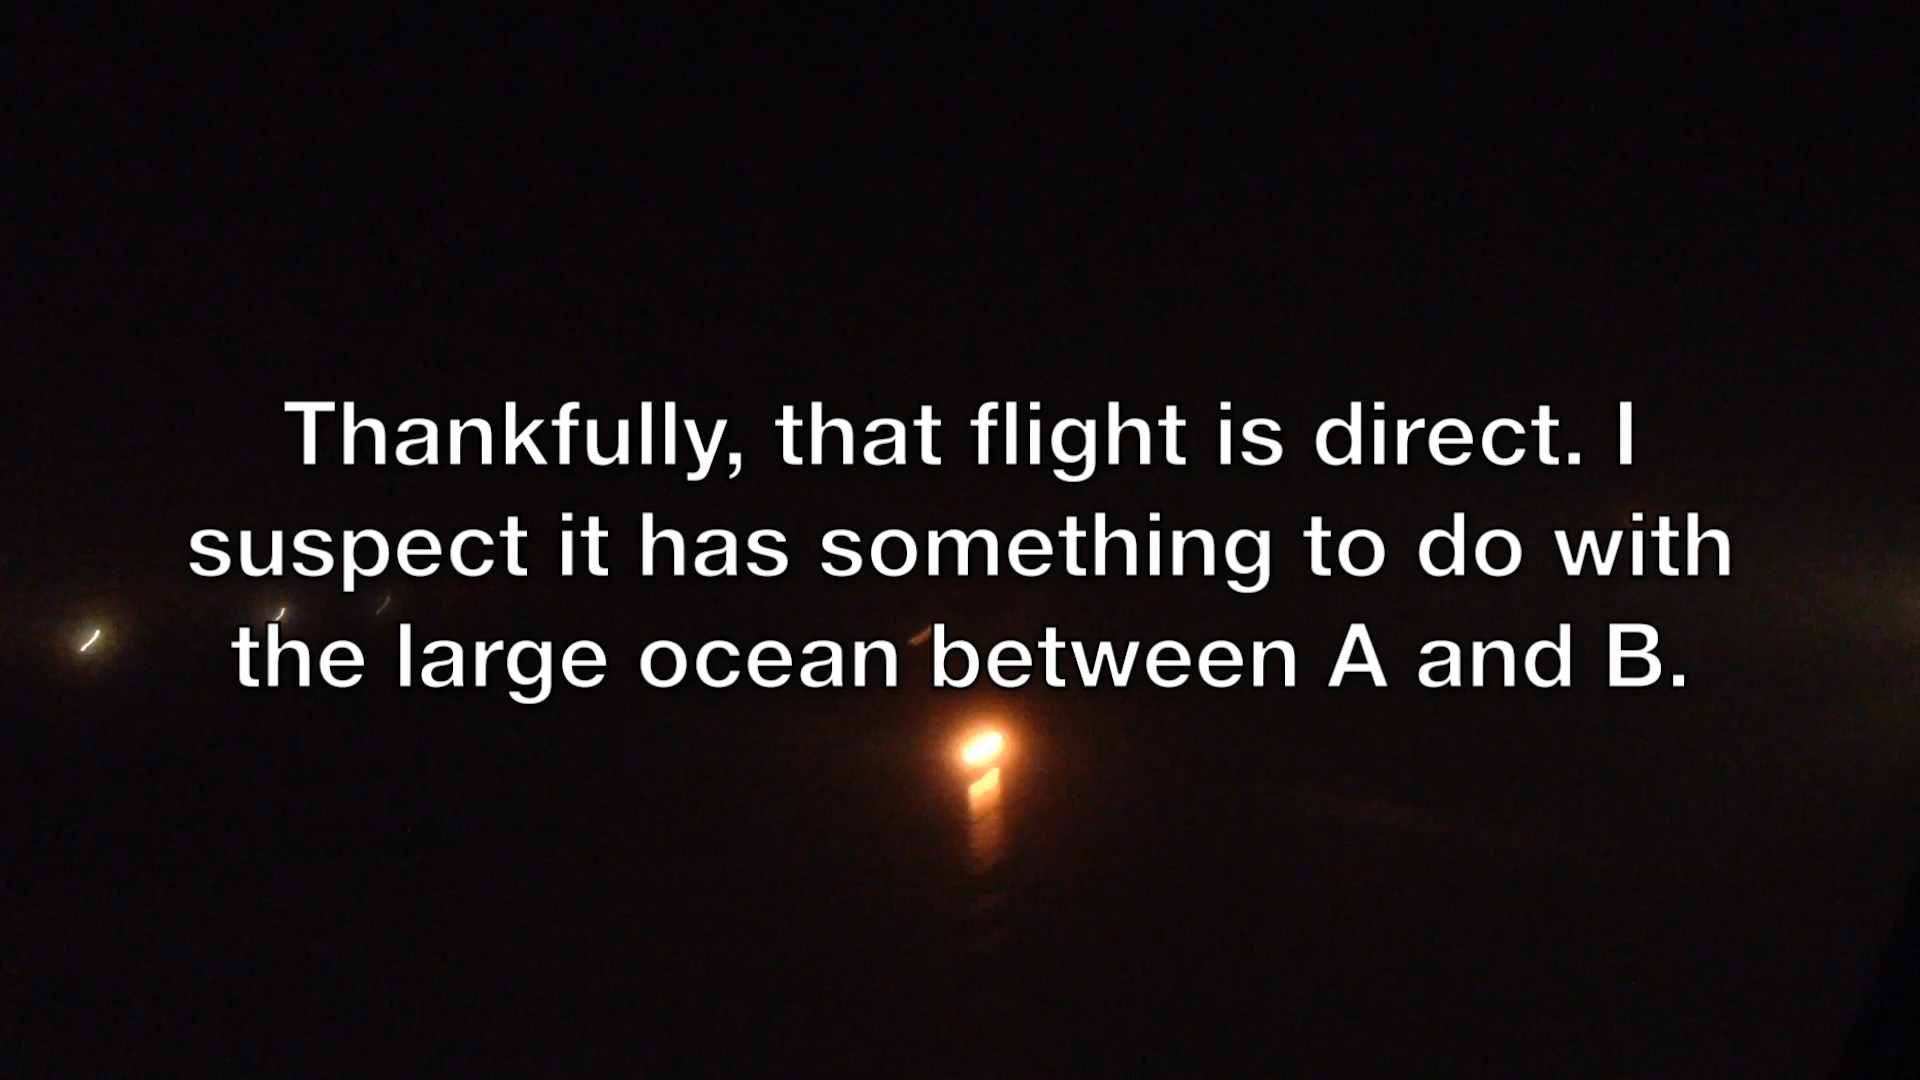 Thankfully, that flight is direct. I
suspect it has something to do with
the large ocean between A and B.